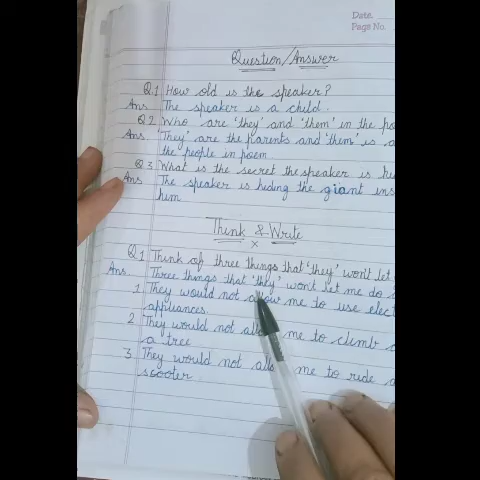 Date.
Page No.
Question/Answer
Q.1 How old is the speaker?
Ans The speaker is a child.
Q2 Who are 'they' and 'them' in the
Ans 'They' are the parents and 'them' is
the people in poem.
Q.3 What is the secret the speaker is
Ans The speaker is hiding the giant
him
Think & Write
x
Q.1 Think of three things that 'they' won't let
Ans. Three things that 'they' won't let me do
1 They would not allow me to use
appliances.
2 They would not me to climb
a tree
3 They would not me to ride
scooter.